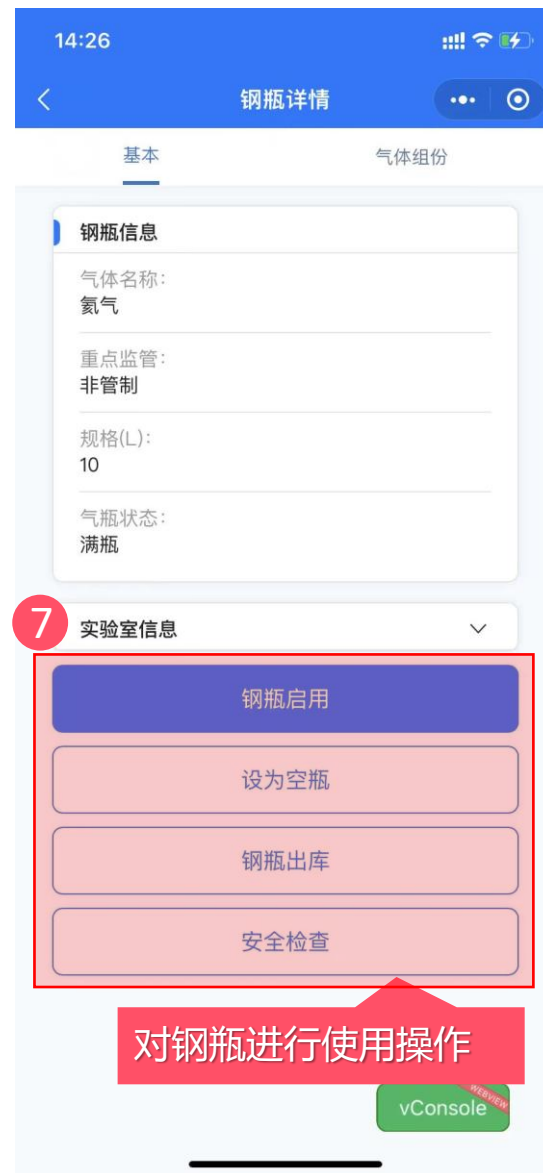 14:26
钢瓶详情
基本
气体组份
钢瓶信息
气体名称:
氦气
重点监管:
非管制
规格(L):
10
气瓶状态:
满瓶
7
实验室信息
钢瓶启用
设为空瓶
钢瓶出库
安全检查
对钢瓶进行使用操作
WEBVIEW
vConsole